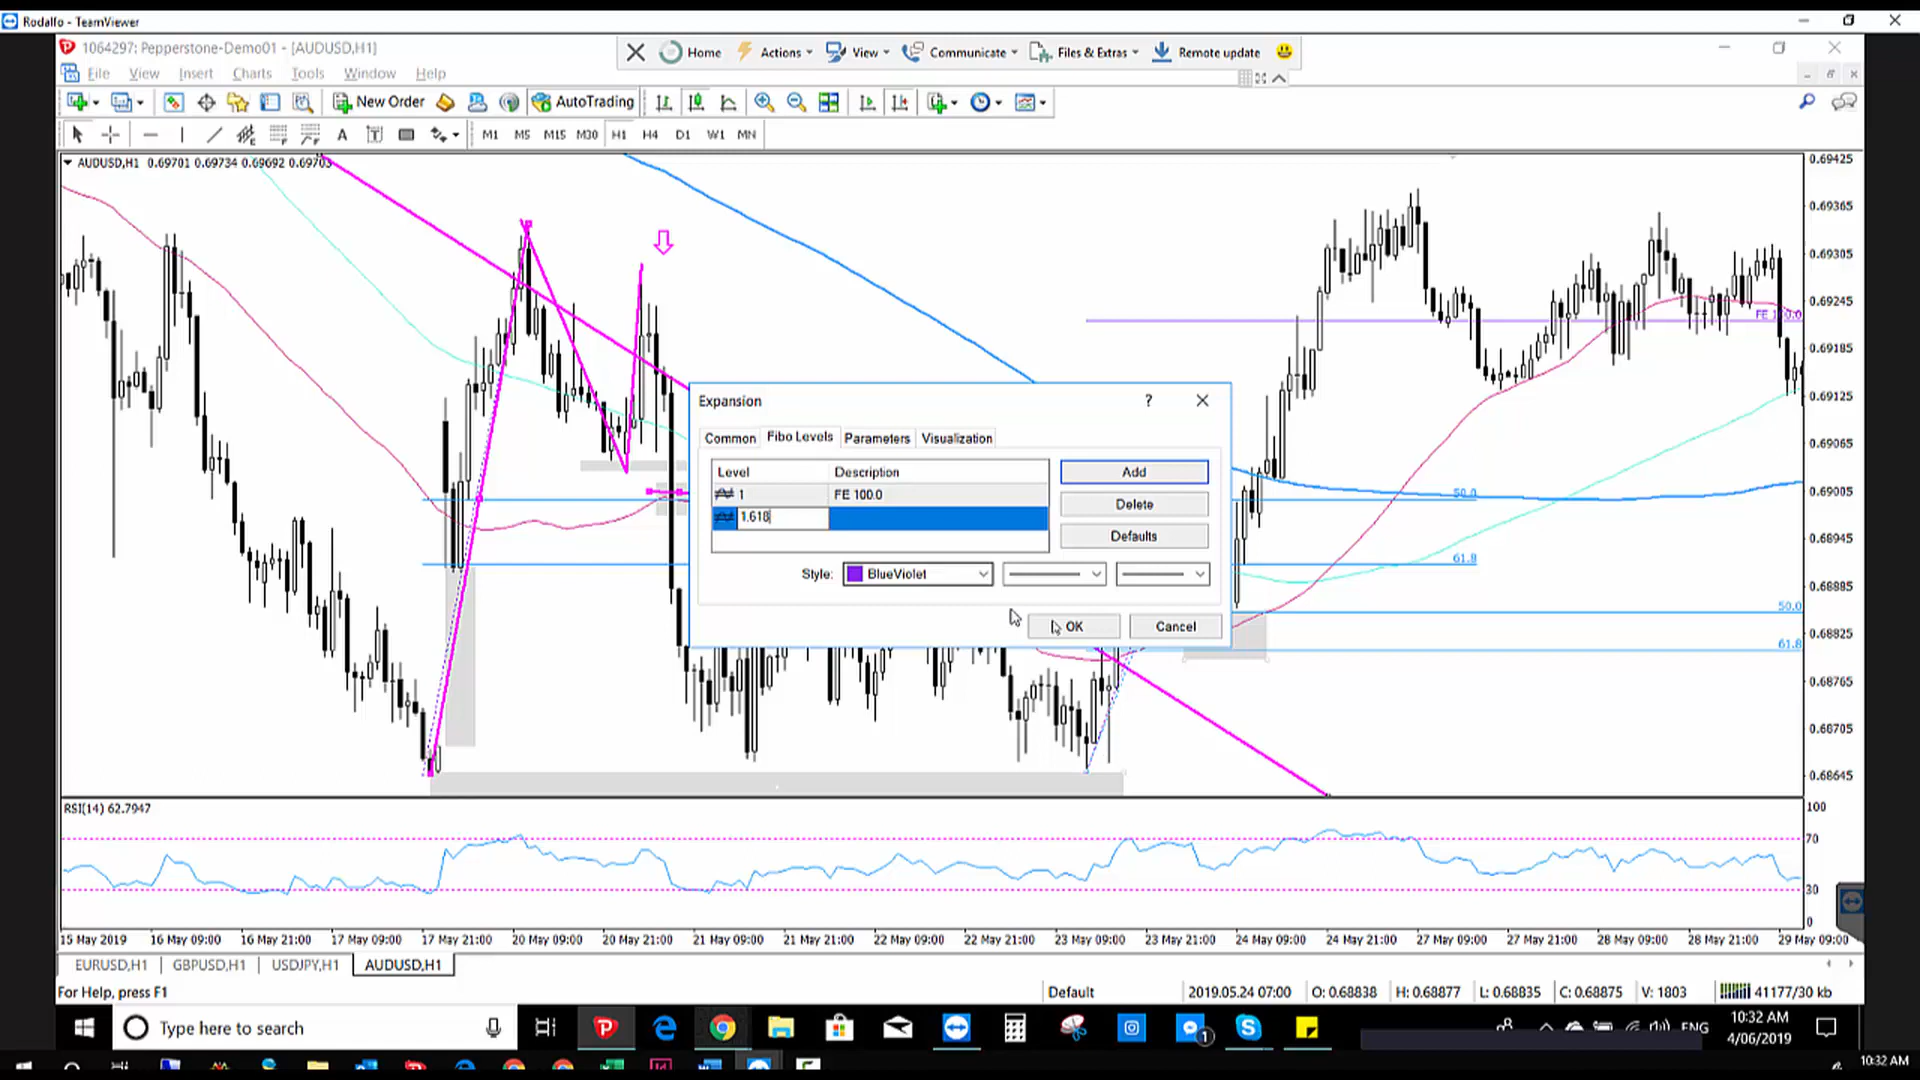 Rodalfo - TeamViewer
1064297: Pepperstone-Demo01 - [AUDUSD,H1]
Home Actions View Communicate Files & Extras Remote update
File View Insert Charts Tools Window Help
New Order AutoTrading
A T M1 M5 M15 M30 H1 H4 D1 W1 MN
AUDUSD,H1 0.69701 0.69734 0.69692 0.69703
0.69425
0.69365
0.69305
0.69245
FE 100.0
0.69185
0.69125
0.69065
0.69005
50.0
0.68945
61.8
0.68885
50.0
0.68825
61.8
0.68765
0.68705
0.68645
Expansion ?
Common Fibo Levels Parameters Visualization
Level Description
1 FE 100.0
1.618
Add
Delete
Defaults
Style: BlueViolet
OK Cancel
RSI(14) 62.7947
100
70
30
0
15 May 2019 16 May 09:00 16 May 21:00 17 May 09:00 17 May 21:00 20 May 09:00 20 May 21:00 21 May 09:00 21 May 21:00 22 May 09:00 22 May 21:00 23 May 09:00 23 May 21:00 24 May 09:00 24 May 21:00 27 May 09:00 27 May 21:00 28 May 09:00 28 May 21:00 29 May 09:00
EURUSD,H1 GBPUSD,H1 USDJPY,H1 AUDUSD,H1
For Help, press F1 Default 2019.05.24 07:00 O: 0.68838 H: 0.68877 L: 0.68835 C: 0.68875 V: 1803 41177/30 kb
Type here to search 1 ENG 10:32 AM
4/06/2019
10:32 AM